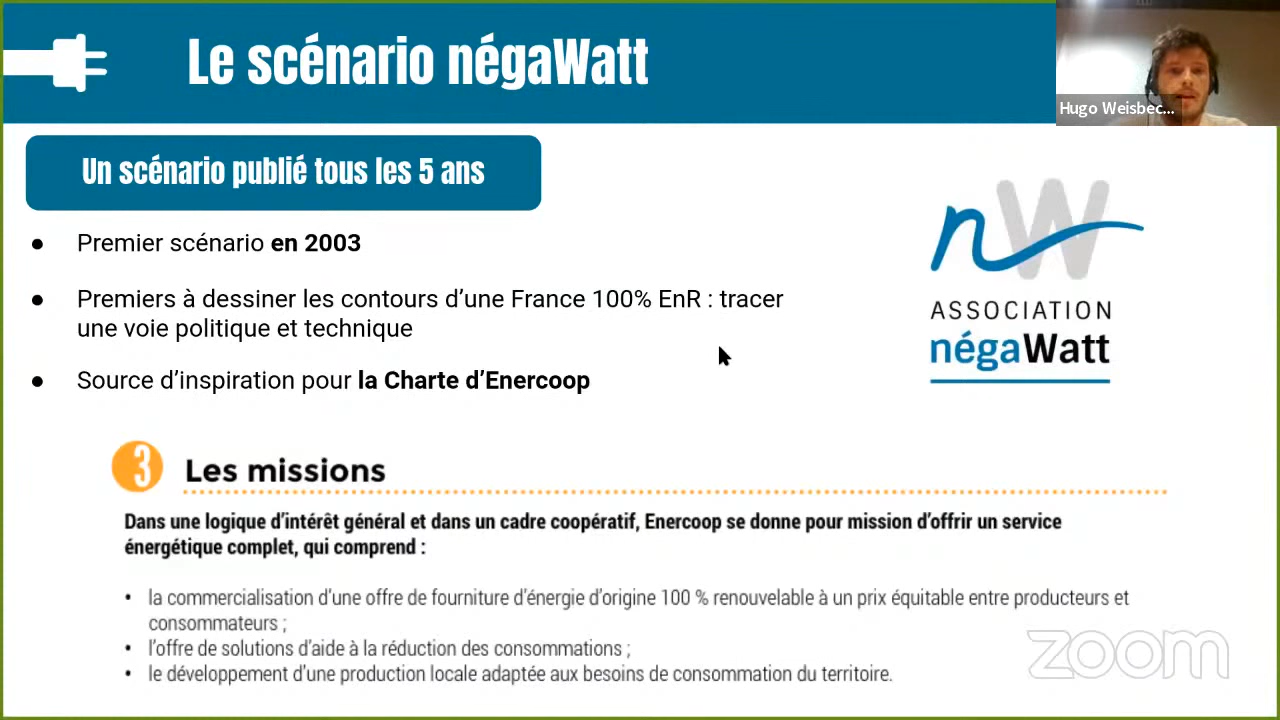 Le scénario négaWatt
Hugo Weisbec...
Un scénario publié tous les 5 ans
● Premier scénario en 2003
● Premiers à dessiner les contours d’une France 100% EnR : tracer
une voie politique et technique
● Source d’inspiration pour la Charte d’Enercoop
nW
ASSOCIATION
négaWatt
3 Les missions
Dans une logique d’intérêt général et dans un cadre coopératif, Enercoop se donne pour mission d’offrir un service
énergétique complet, qui comprend :
• la commercialisation d’une offre de fourniture d’énergie d’origine 100 % renouvelable à un prix équitable entre producteurs et
consommateurs ;
• l’offre de solutions d’aide à la réduction des consommations ;
• le développement d’une production locale adaptée aux besoins de consommation du territoire.
zoom